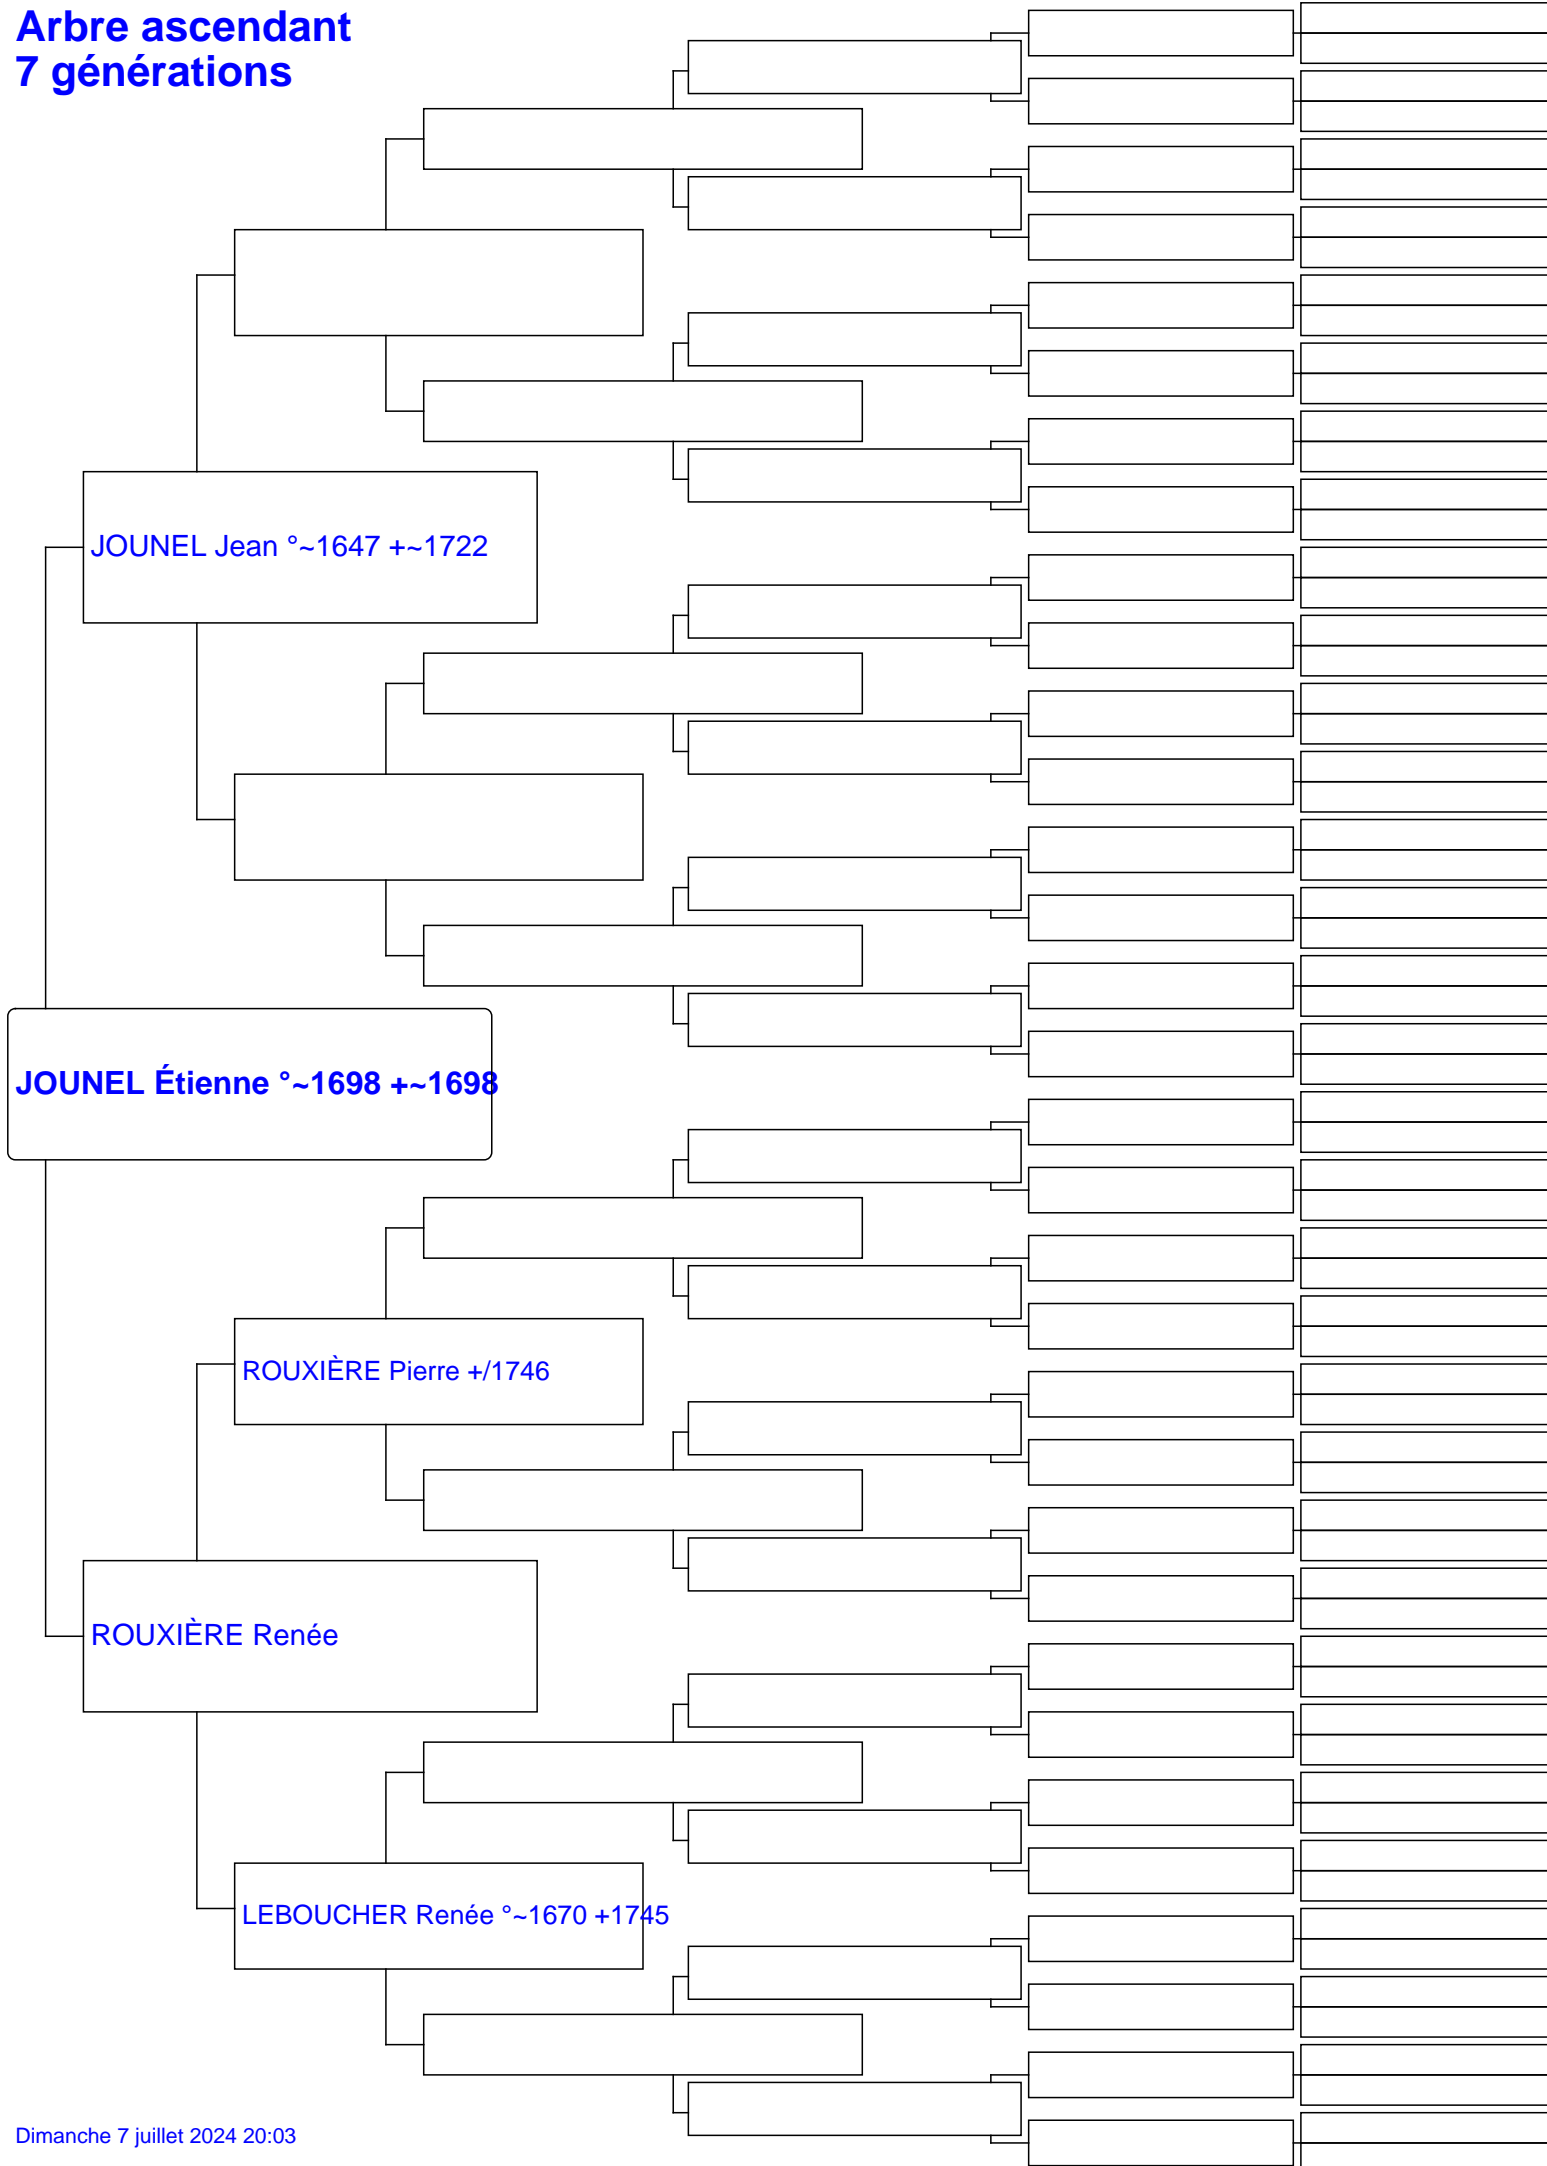 Arbre ascendant
7 générations
JOUNEL Jean °~1647 +~1722
JOUNEL Étienne °~1698 +~1698
ROUXIÈRE Pierre +/1746
ROUXIÈRE Renée
LEBOUCHER Renée °~1670 +1745
Dimanche 7 juillet 2024 20:03